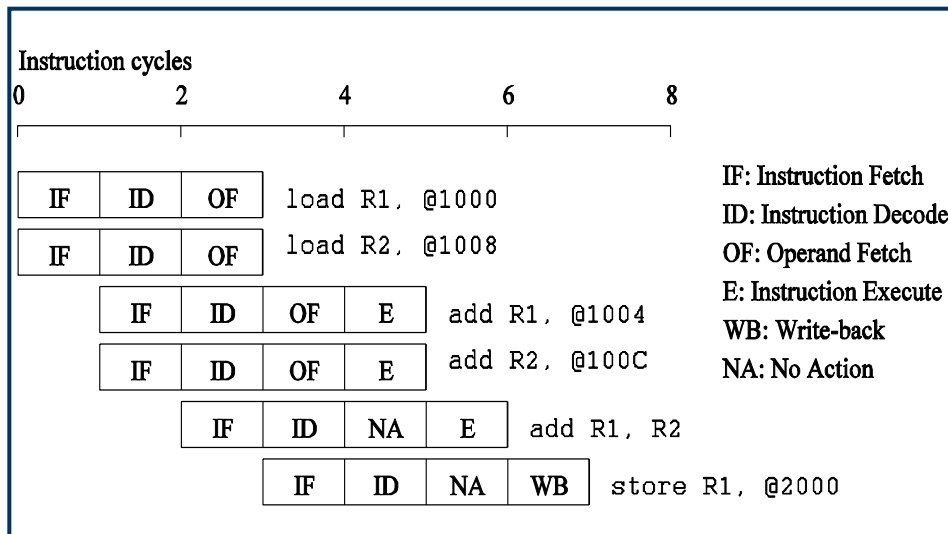 Instruction cycles
0 2 4 6 8
IF ID OF load R1, @1000
IF ID OF load R2, @1008
IF ID OF E add R1, @1004
IF ID OF E add R2, @100C
IF ID NA E add R1, R2
IF ID NA WB store R1, @2000
IF: Instruction Fetch
ID: Instruction Decode
OF: Operand Fetch
E: Instruction Execute
WB: Write-back
NA: No Action